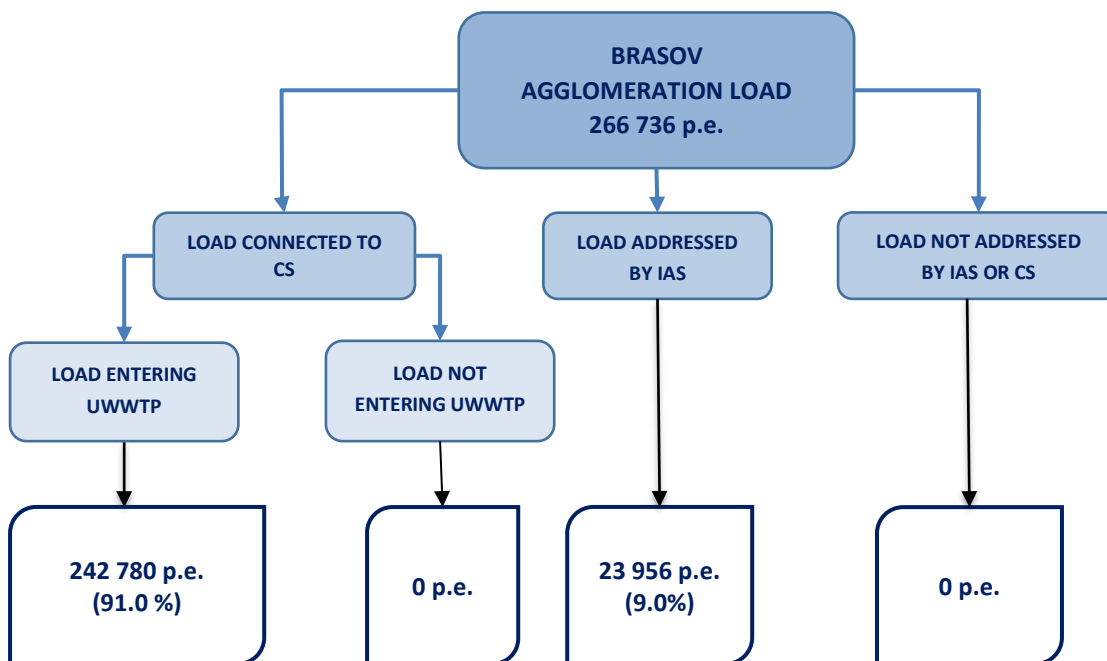 BRASOV
AGGLOMERATION LOAD
266 736 p.e.
LOAD CONNECTED TO
CS
LOAD ADDRESSED
BY IAS
LOAD NOT ADDRESSED
BY IAS OR CS
LOAD ENTERING
UWWTP
LOAD NOT
ENTERING UWWTP
242 780 p.e.
(91.0 %)
0 p.e.
23 956 p.e.
(9.0%)
0 p.e.